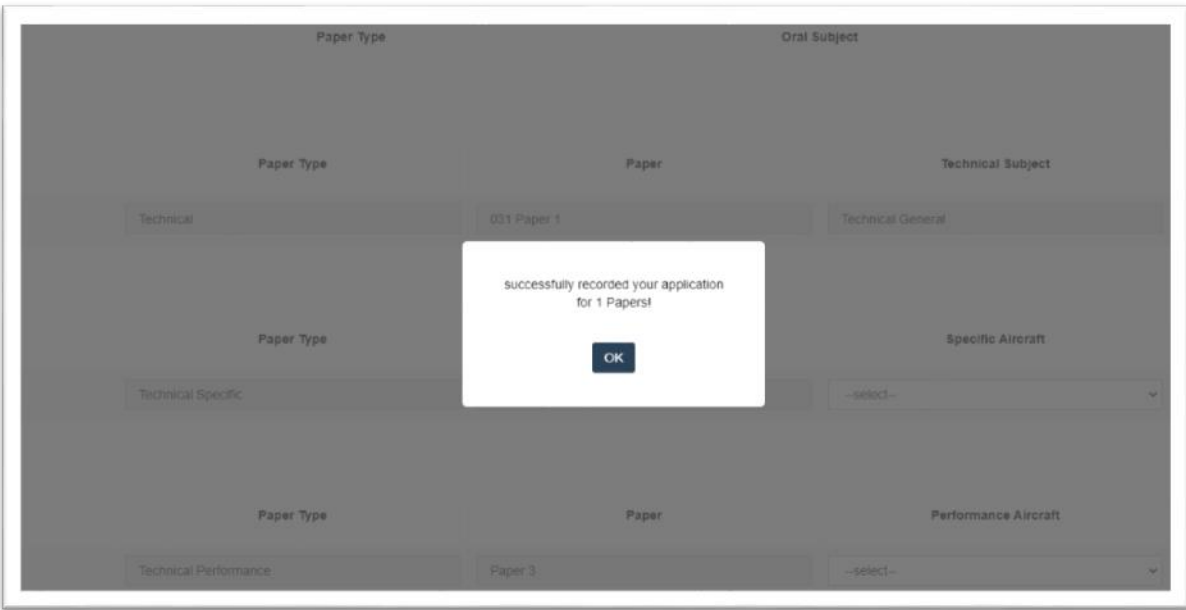 Paper Type Oral Subject
Paper Type Paper Technical Subject
Technical 031 Paper 1 Technical General
successfully recorded your application
for 1 Papers!
OK
Paper Type Specific Aircraft
Technical Specific --select--
Paper Type Paper Performance Aircraft
Technical Performance Paper 3 --select--